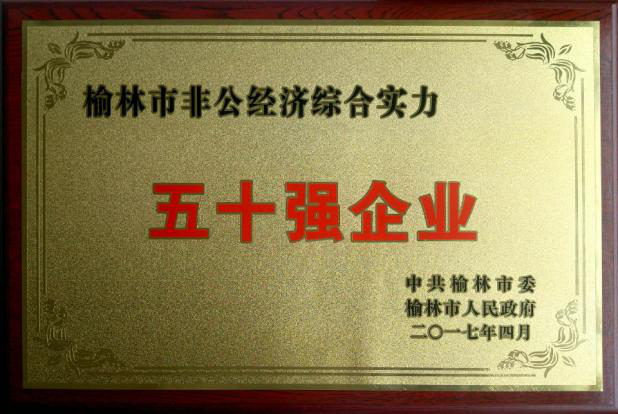 榆林市非公经济综合实力
五十强企业
中共榆林市委
榆林市人民政府
二〇一七年四月